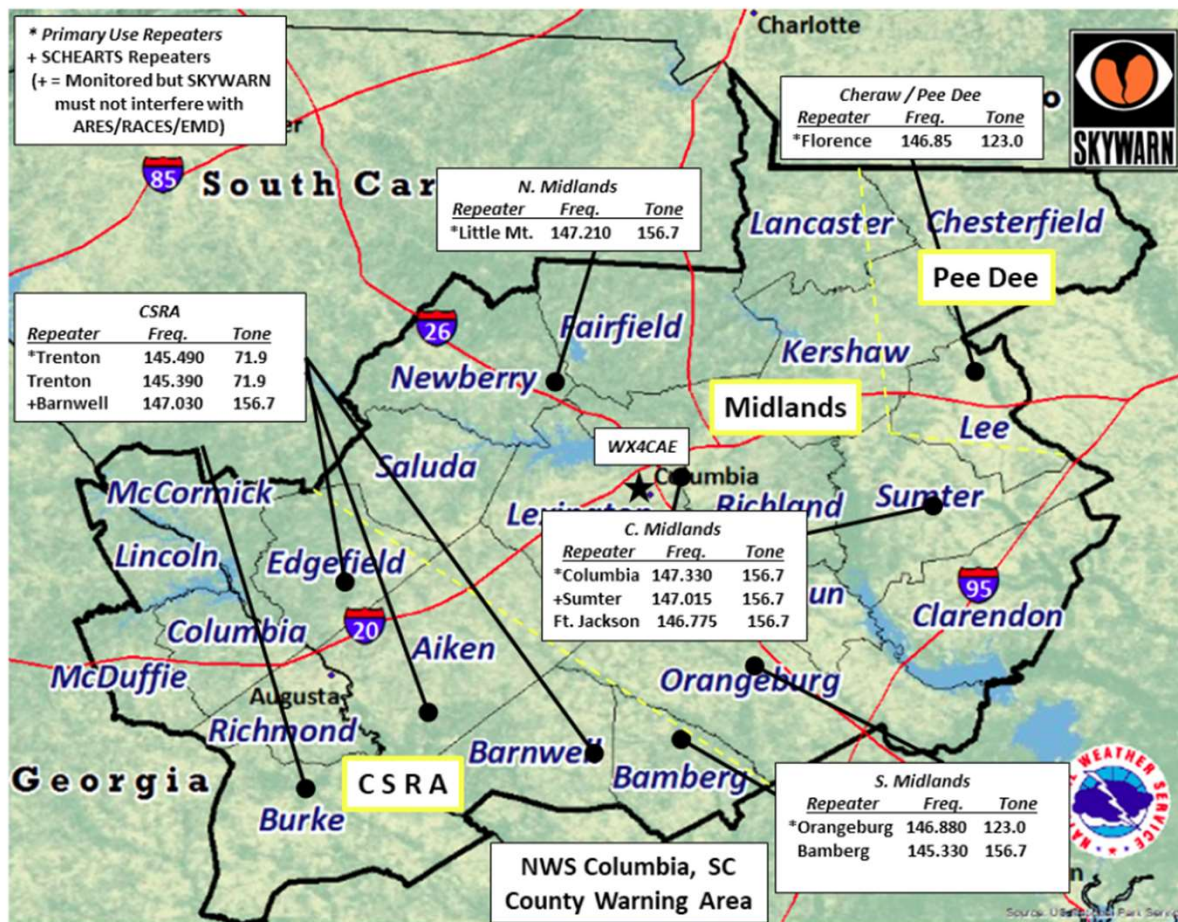 * Primary Use Repeaters
+ SCHEARTS Repeaters
(+ = Monitored but SKYWARN
must not interfere with
ARES/RACES/EMD)
Charlotte
Cheraw / Pee Dee
Repeater Freq. Tone
*Florence 146.85 123.0
SKYWARN
85
South Car
N. Midlands
Repeater Freq. Tone
*Little Mt. 147.210 156.7
Lancaster
Chesterfield
Pee Dee
CSRA
Repeater Freq. Tone
*Trenton 145.490 71.9
Trenton 145.390 71.9
+Barnwell 147.030 156.7
26
Fairfield
Kershaw
Newberry
Midlands
Lee
WX4CAE
Columbia
Saluda
McCormick
Lexington
Richland
Sumter
C. Midlands
Repeater Freq. Tone
*Columbia 147.330 156.7
+Sumter 147.015 156.7
Ft. Jackson 146.775 156.7
Lincoln
Edgefield
un
95
Clarendon
20
Columbia
Aiken
McDuffie
Augusta
Orangeburg
Richmond
Barnwell
Bamberg
Georgia
CSRA
Burke
S. Midlands
Repeater Freq. Tone
*Orangeburg 146.880 123.0
Bamberg 145.330 156.7
WEATHER SERVICE
NWS Columbia, SC
County Warning Area